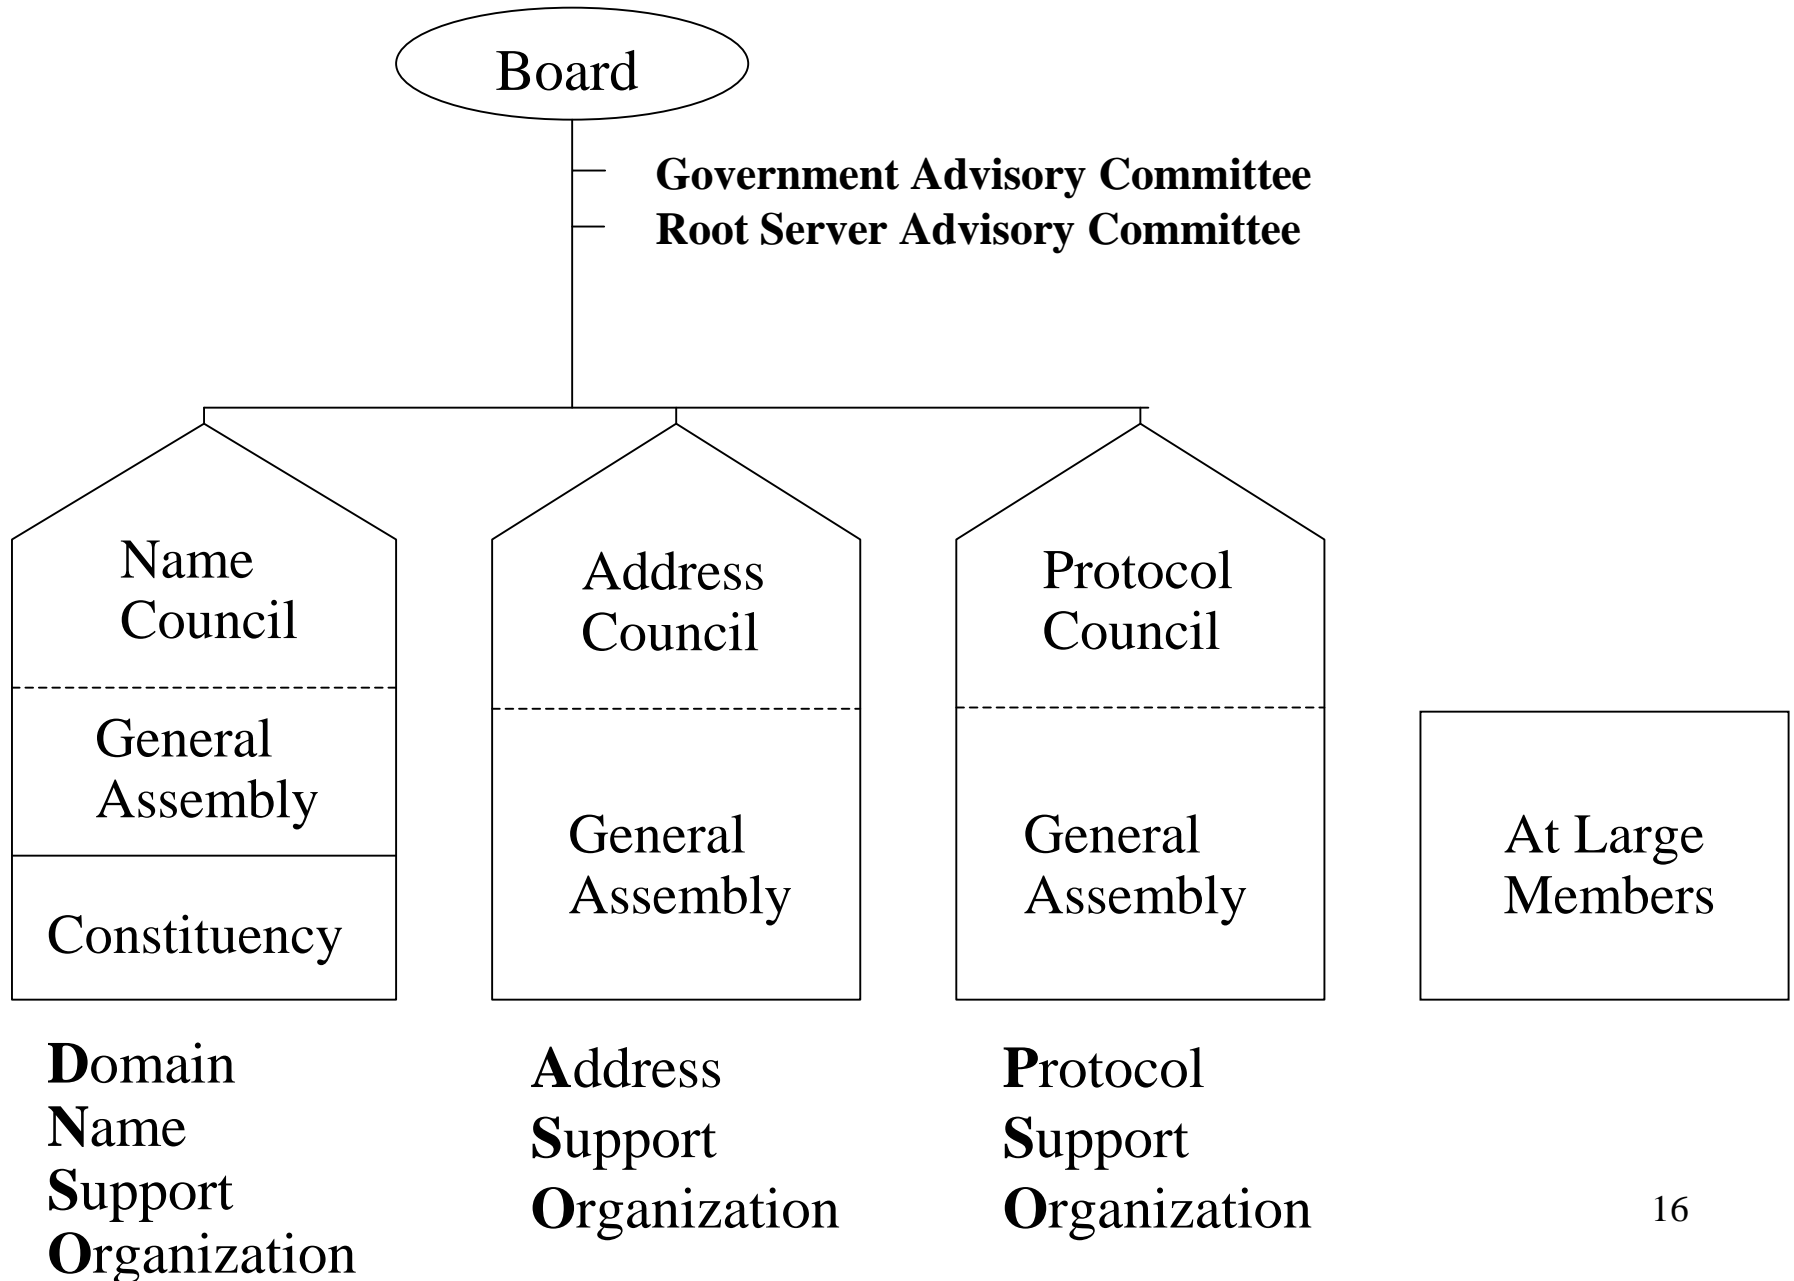 Board
Government Advisory Committee
Root Server Advisory Committee
Name
Council
General
Assembly
Constituency
Domain
Name
Support
Organization
Address
Council
General
Assembly
Address
Support
Organization
Protocol
Council
General
Assembly
Protocol
Support
Organization
At Large
Members
16